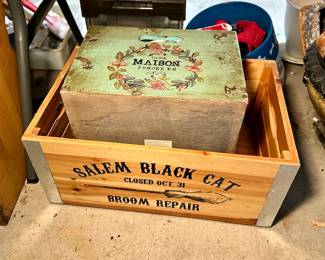 MAISON
SALEM BLACK CAT
CLOSED OCT. 31
BROOM REPAIR